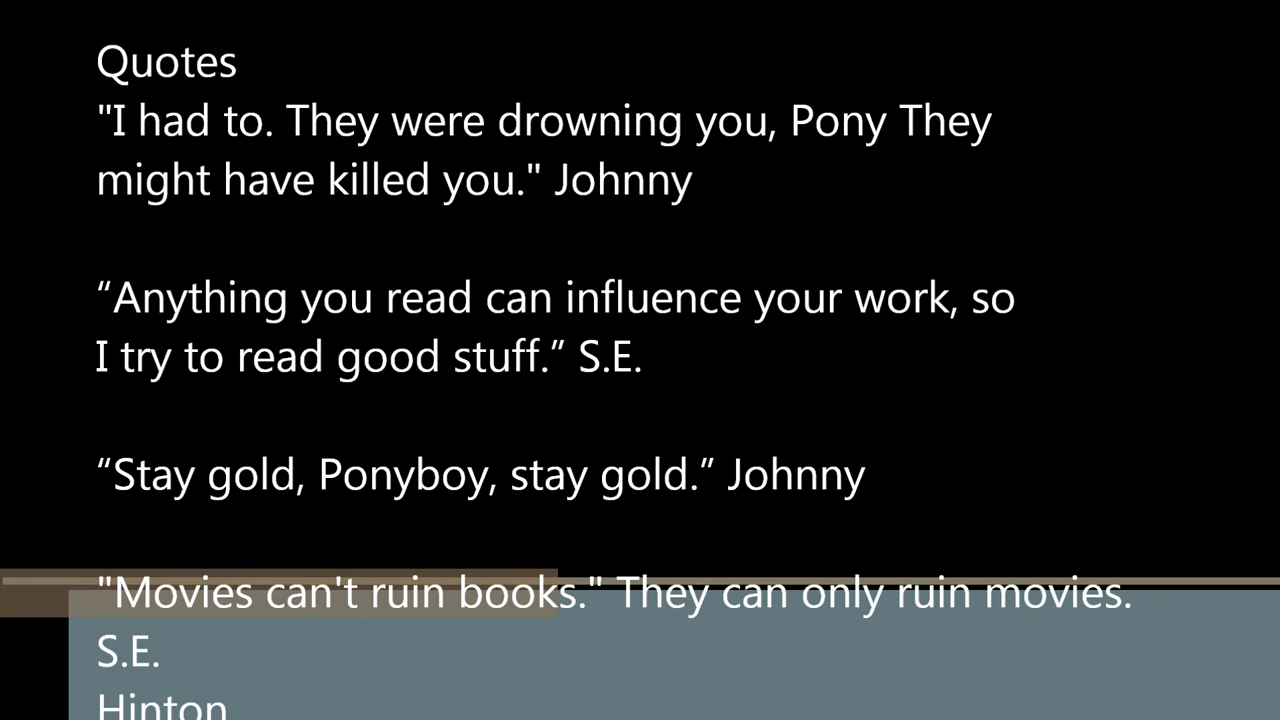 Quotes
"I had to. They were drowning you, Pony They
might have killed you." Johnny
“Anything you read can influence your work, so
I try to read good stuff.” S.E.
“Stay gold, Ponyboy, stay gold.” Johnny
"Movies can't ruin books." They can only ruin movies.
S.E.
Hinton